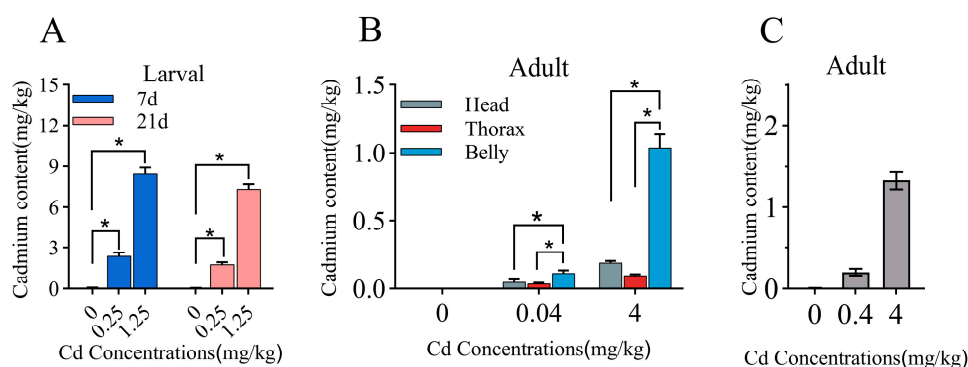 A
Larval
Cadmium content(mg/kg)
15
12
9
6
3
0
7d
21d
*
*
*
*
0
0.25
1.25
0
0.25
1.25
Cd Concentrations(mg/kg)
B
Adult
Cadmium content(mg/kg)
1.5
1.0
0.5
0.0
Head
Thorax
Belly
*
*
*
*
0
0.04
4
Cd Concentrations(mg/kg)
C
Adult
Cadmium content(mg/kg)
2
1
0
0
0.4
4
Cd Concentrations(mg/kg)